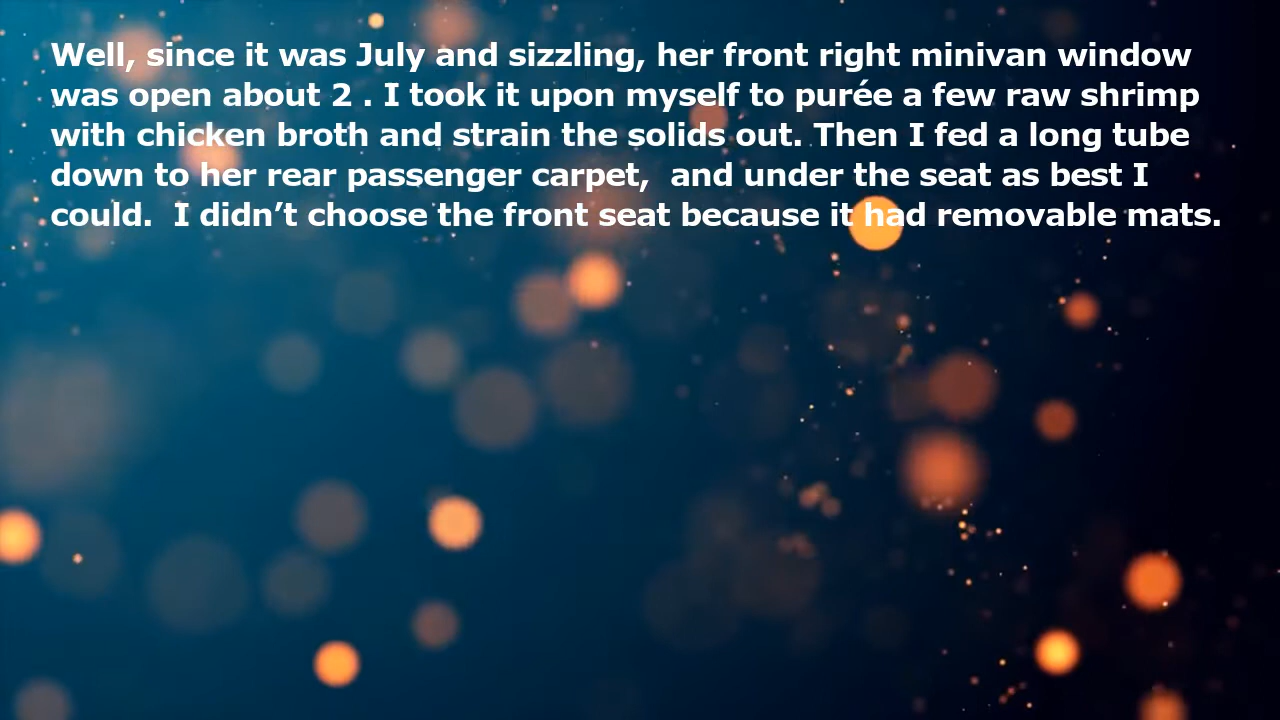 Well, since it was July and sizzling, her front right minivan window
was open about 2 . I took it upon myself to purée a few raw shrimp
with chicken broth and strain the solids out. Then I fed a long tube
down to her rear passenger carpet,  and under the seat as best I
could.  I didn’t choose the front seat because it had removable mats.